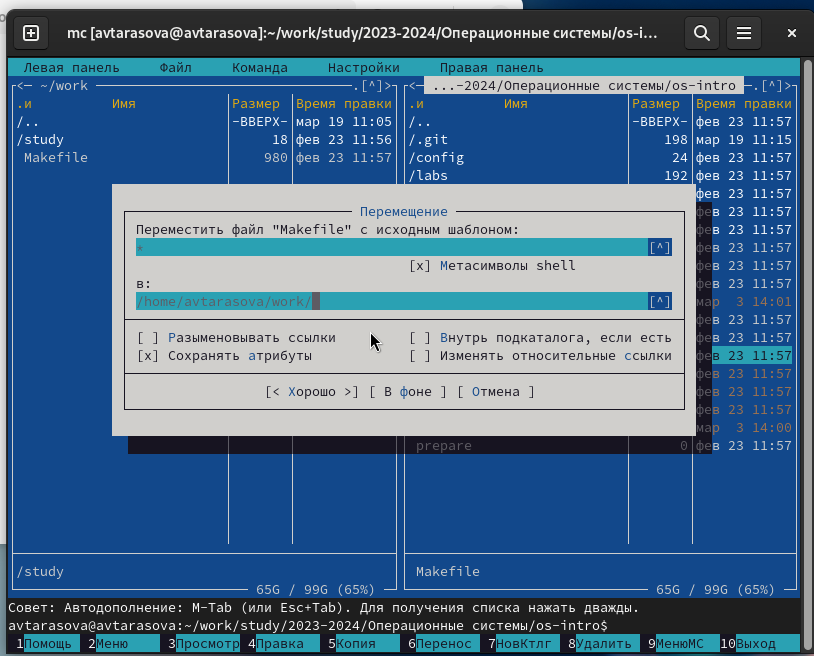 mc [avtarasova@avtarasova]:~/work/study/2023-2024/Операционные системы/os-i...
Левая панель Файл Команда Настройки Правая панель
<─ ~/work .[^]>
.и Имя Размер Время правки
/.. -ВВЕРХ- мар 19 11:05
/study 18 фев 23 11:56
Makefile 980 фев 23 11:57
/study
65G / 99G (65%)
<─ ...-2024/Операционные системы/os-intro .[^]>
.и Имя Размер Время правки
/.. -ВВЕРХ- фев 23 11:57
/.git 198 мар 19 11:15
/config 24 фев 23 11:57
/labs 192 фев 23 11:57
фев 23 11:57
фев 23 11:57
фев 23 11:57
фев 23 11:57
фев 23 11:57
фев 23 11:57
мар 3 14:01
фев 23 11:57
фев 23 11:57
фев 23 11:57
фев 23 11:57
фев 23 11:57
фев 23 11:57
мар 3 14:00
prepare 0 фев 23 11:57
Makefile
65G / 99G (65%)
Перемещение
Переместить файл "Makefile" с исходным шаблоном:
* [^]
[x] Метасимволы shell
в:
/home/avtarasova/work/ [^]
[ ] Разыменовывать ссылки [ ] Внутрь подкаталога, если есть
[x] Сохранять атрибуты [ ] Изменять относительные ссылки
[< Хорошо >] [ В фоне ] [ Отмена ]
Совет: Автодополнение: M-Tab (или Esc+Tab). Для получения списка нажать дважды.
avtarasova@avtarasova:~/work/study/2023-2024/Операционные системы/os-intro$
1Помощь 2Меню 3Просмотр 4Правка 5Копия 6Перенос 7НовКтлг 8Удалить 9МенюМС 10Выход